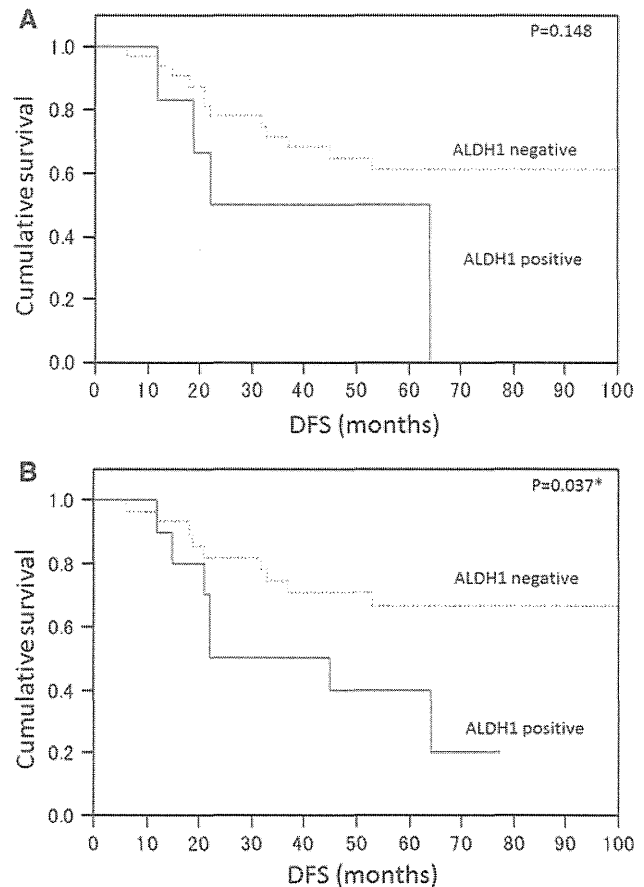 A
P=0.148
1.0
0.8
0.6
0.4
0.2
0.0
Cumulative survival
ALDH1 negative
ALDH1 positive
0 10 20 30 40 50 60 70 80 90 100
DFS (months)
B
P=0.037*
1.0
0.8
0.6
0.4
0.2
0.0
Cumulative survival
ALDH1 negative
ALDH1 positive
0 10 20 30 40 50 60 70 80 90 100
DFS (months)